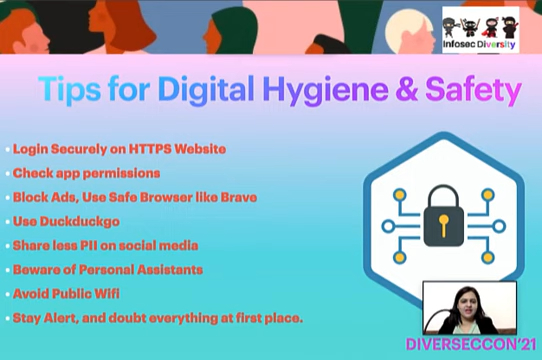 Infosec Diversity
Tips for Digital Hygiene & Safety
• Login Securely on HTTPS Website
• Check app permissions
• Block Ads, Use Safe Browser like Brave
• Use Duckduckgo
• Share less PII on social media
• Beware of Personal Assistants
• Avoid Public Wifi
• Stay Alert, and doubt everything at first place.
DIVERSECCON'21